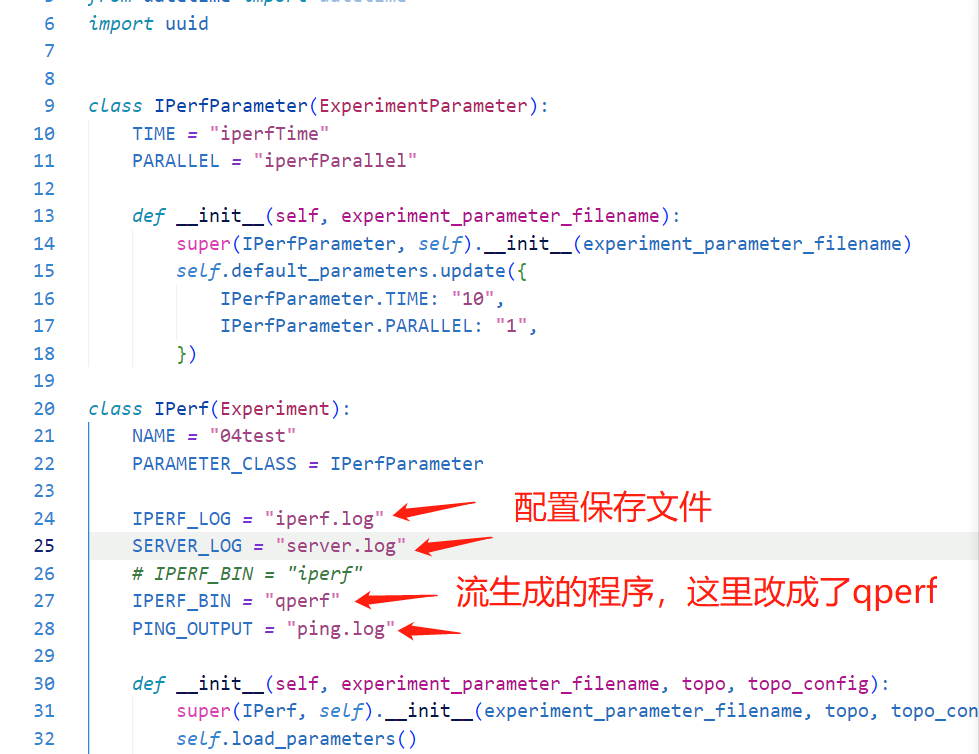 5 from datetime import datetime
6 import uuid
7
8
9 class IPerfParameter(ExperimentParameter):
10 TIME = "iperfTime"
11 PARALLEL = "iperfParallel"
12
13 def __init__(self, experiment_parameter_filename):
14 super(IPerfParameter, self).__init__(experiment_parameter_filename)
15 self.default_parameters.update({
16 IPerfParameter.TIME: "10",
17 IPerfParameter.PARALLEL: "1",
18 })
19
20 class IPerf(Experiment):
21 NAME = "04test"
22 PARAMETER_CLASS = IPerfParameter
23
24 IPERF_LOG = "iperf.log" 配置保存文件
25 SERVER_LOG = "server.log"
26 # IPERF_BIN = "iperf"
27 IPERF_BIN = "qperf" 流生成的程序，这里改成了qperf
28 PING_OUTPUT = "ping.log"
29
30 def __init__(self, experiment_parameter_filename, topo, topo_config):
31 super(IPerf, self).__init__(experiment_parameter_filename, topo, topo_con
32 self.load_parameters()